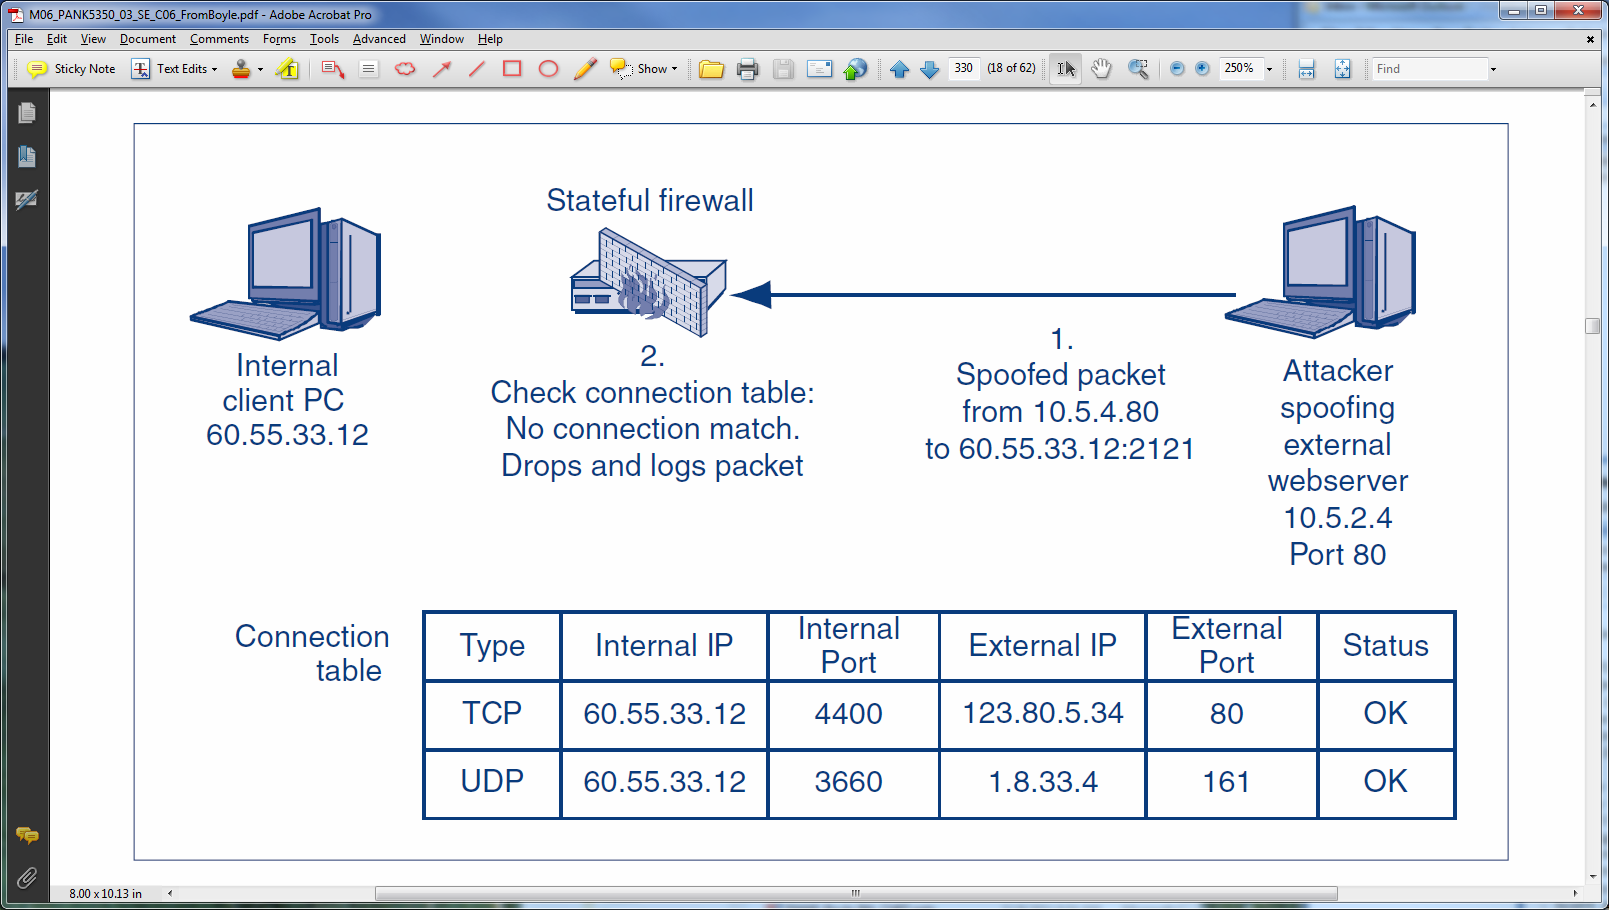 M06_PANK5350_03_SE_C06_FromBoyle.pdf - Adobe Acrobat Pro
File Edit View Document Comments Forms Tools Advanced Window Help
Sticky Note Text Edits Show 330 (18 of 62) 250% Find
Stateful firewall
Internal
client PC
60.55.33.12
2.
Check connection table:
No connection match.
Drops and logs packet
1.
Spoofed packet
from 10.5.4.80
to 60.55.33.12:2121
Attacker
spoofing
external
webserver
10.5.2.4
Port 80
Connection
table
Type Internal IP Internal Port External IP External Port Status
TCP 60.55.33.12 4400 123.80.5.34 80 OK
UDP 60.55.33.12 3660 1.8.33.4 161 OK
8.00 x 10.13 in